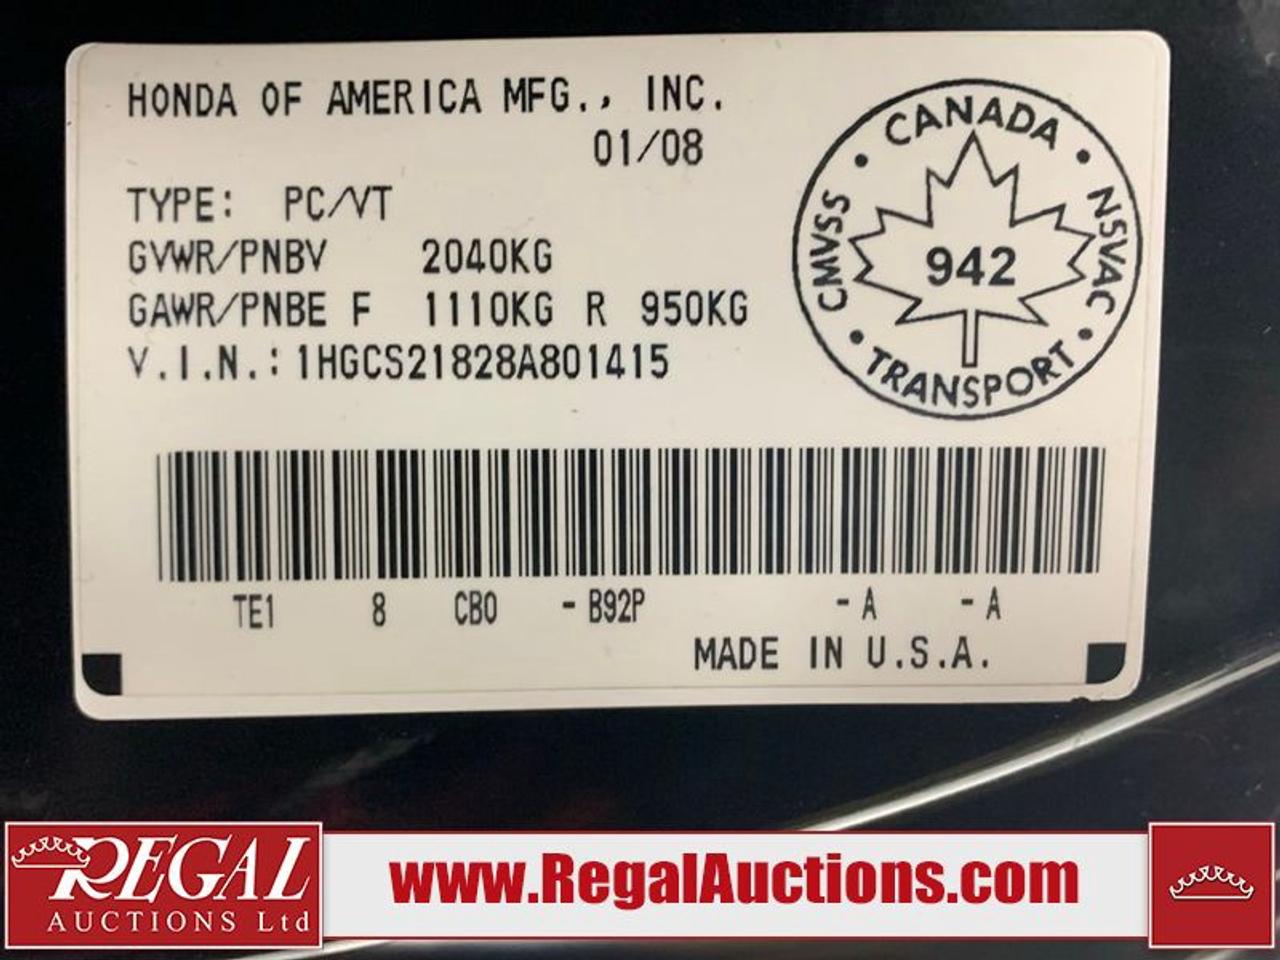 HONDA OF AMERICA MFG., INC.
01/08
TYPE: PC/VT
GVWR/PNBV 2040KG
GAWR/PNBE F 1110KG R 950KG
V.I.N.: 1HGCS21828A801415
CANADA
CMVSS
NSVAC
942
TRANSPORT
TE1 8 CB0 - B92P - A - A
MADE IN U.S.A.
REGAL
AUCTIONS Ltd
www.RegalAuctions.com